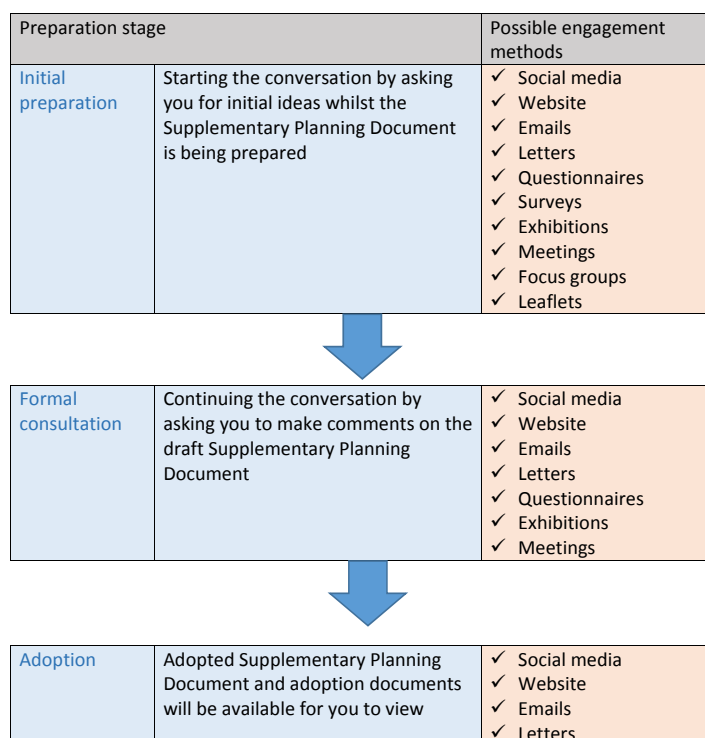 Preparation stage
Possible engagement
methods
Initial
preparation
Starting the conversation by asking
you for initial ideas whilst the
Supplementary Planning Document
is being prepared
✓ Social media
✓ Website
✓ Emails
✓ Letters
✓ Questionnaires
✓ Surveys
✓ Exhibitions
✓ Meetings
✓ Focus groups
✓ Leaflets
Formal
consultation
Continuing the conversation by
asking you to make comments on the
draft Supplementary Planning
Document
✓ Social media
✓ Website
✓ Emails
✓ Letters
✓ Questionnaires
✓ Exhibitions
✓ Meetings
Adoption
Adopted Supplementary Planning
Document and adoption documents
will be available for you to view
✓ Social media
✓ Website
✓ Emails
✓ Letters